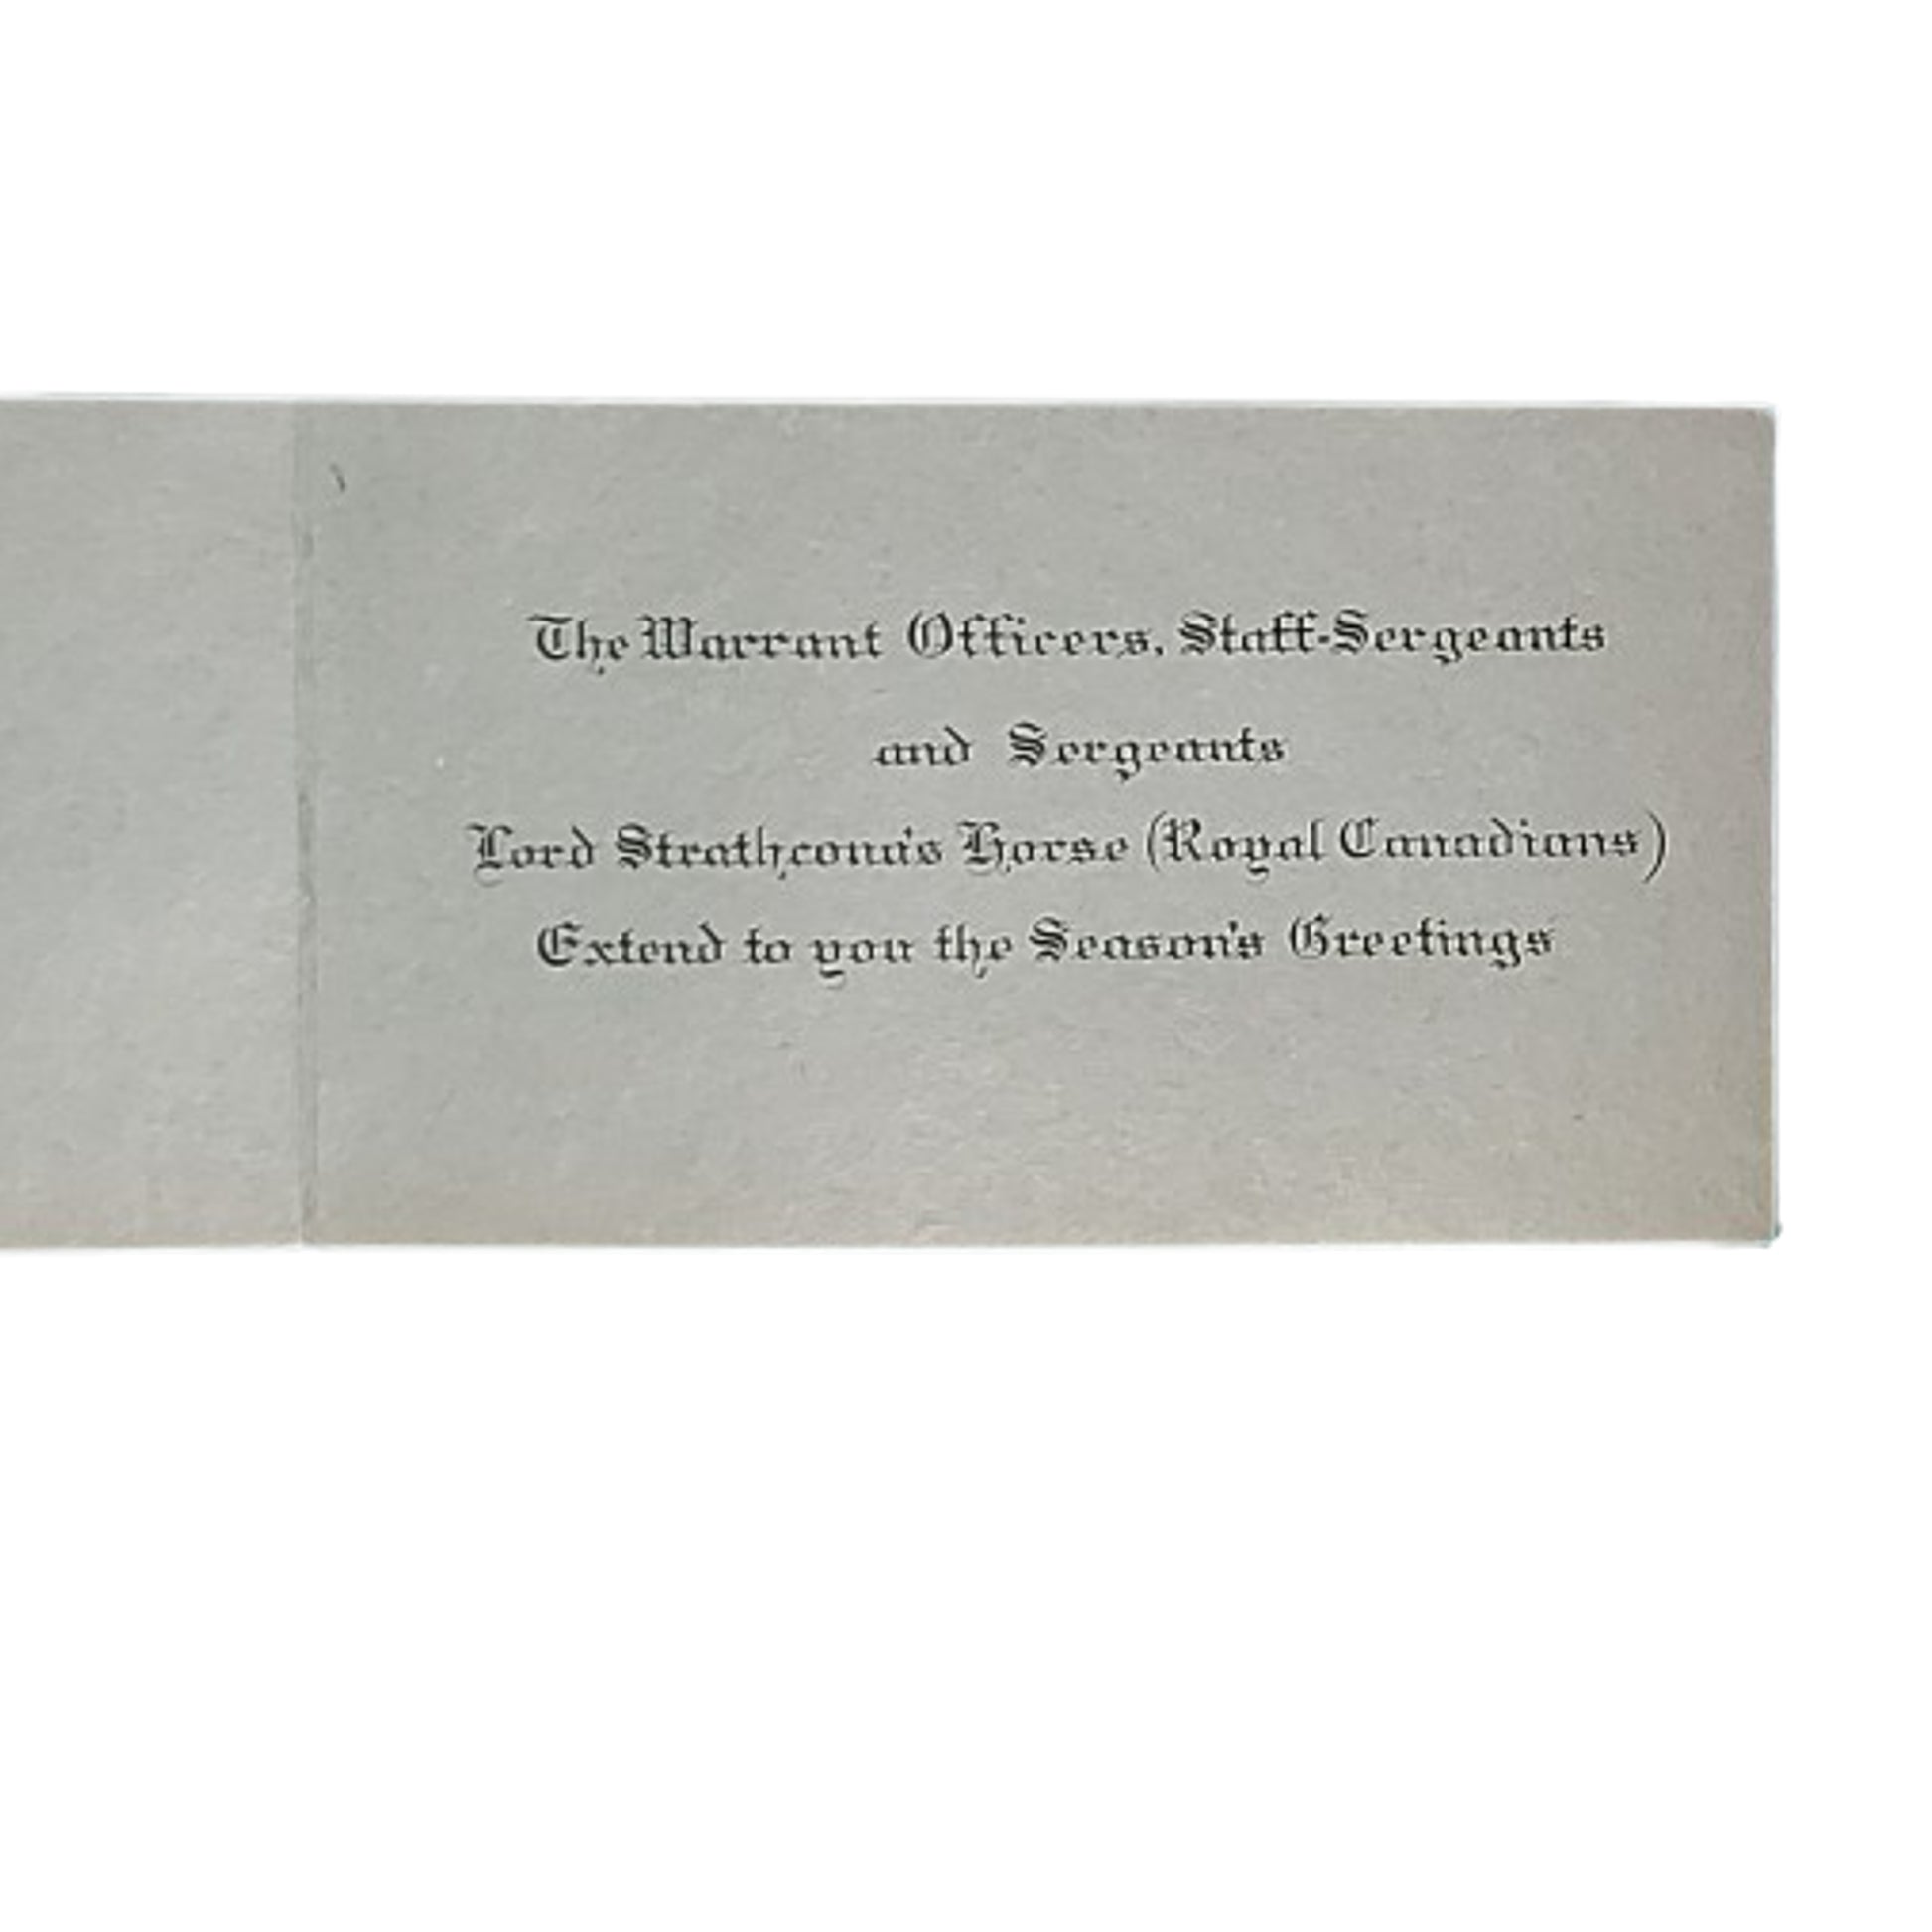 The Warrant Officers, Staff-Sergeants
and Sergeants
Lord Strathcona's Horse (Royal Canadians)
Extend to you the Season's Greetings